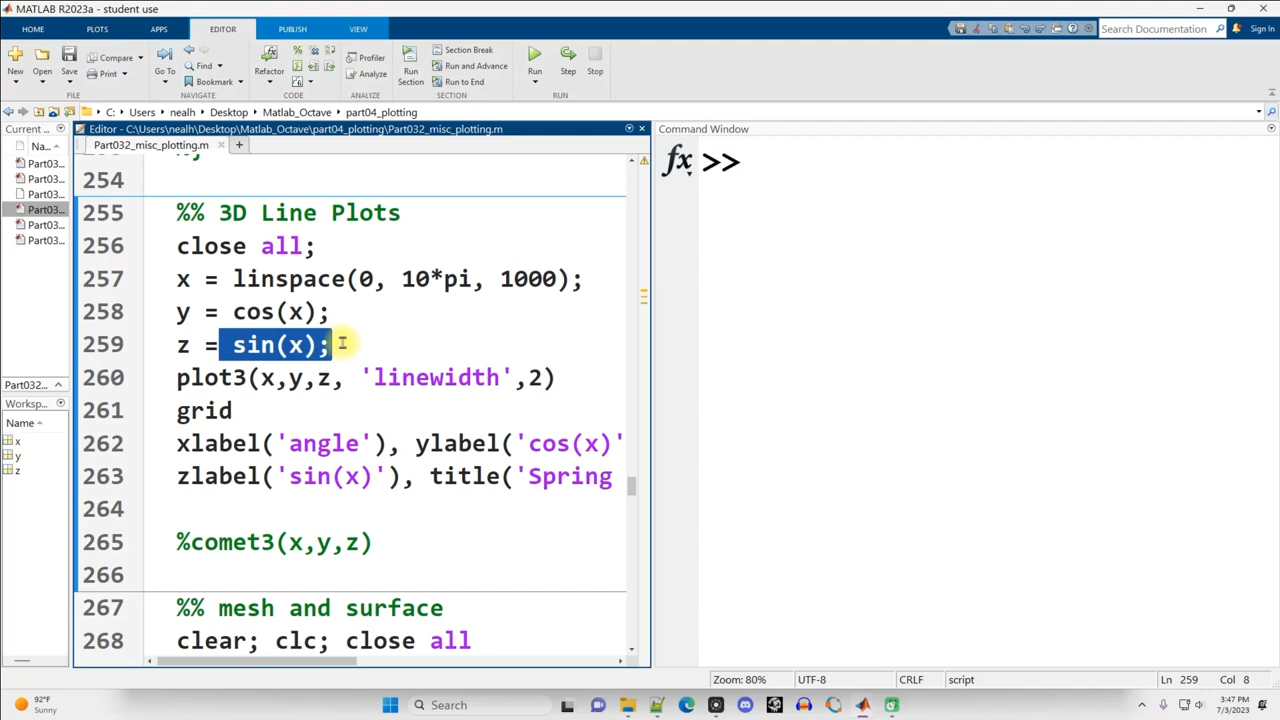 MATLAB R2023a - student use
HOME PLOTS APPS EDITOR PUBLISH VIEW Search Documentation Sign In
New Open Save Compare Print Go To Find Bookmark Refactor Profiler Analyze Run Section Section Break Run and Advance Run to End Run Step Stop
FILE NAVIGATE CODE ANALYZE SECTION RUN
C: Users nealh Desktop Matlab_Octave part04_plotting
Current Editor - C:\Users\nealh\Desktop\Matlab_Octave\part04_plotting\Part032_misc_plotting.m Command Window
Na... Part032_misc_plotting.m
Part03...
Part03...
Part03...
Part03...
Part03...
Part03...
Part032...
Worksp...
Name
x
y
z
254
255 %% 3D Line Plots
256 close all;
257 x = linspace(0, 10*pi, 1000);
258 y = cos(x);
259 z = sin(x);
260 plot3(x,y,z, 'linewidth',2)
261 grid
262 xlabel('angle'), ylabel('cos(x)'
263 zlabel('sin(x)'), title('Spring
264
265 %comet3(x,y,z)
266
267 %% mesh and surface
268 clear; clc; close all
fx >>
Zoom: 80% UTF-8 CRLF script Ln 259 Col 8
92°F
Sunny
Search
3:47 PM
7/3/2023